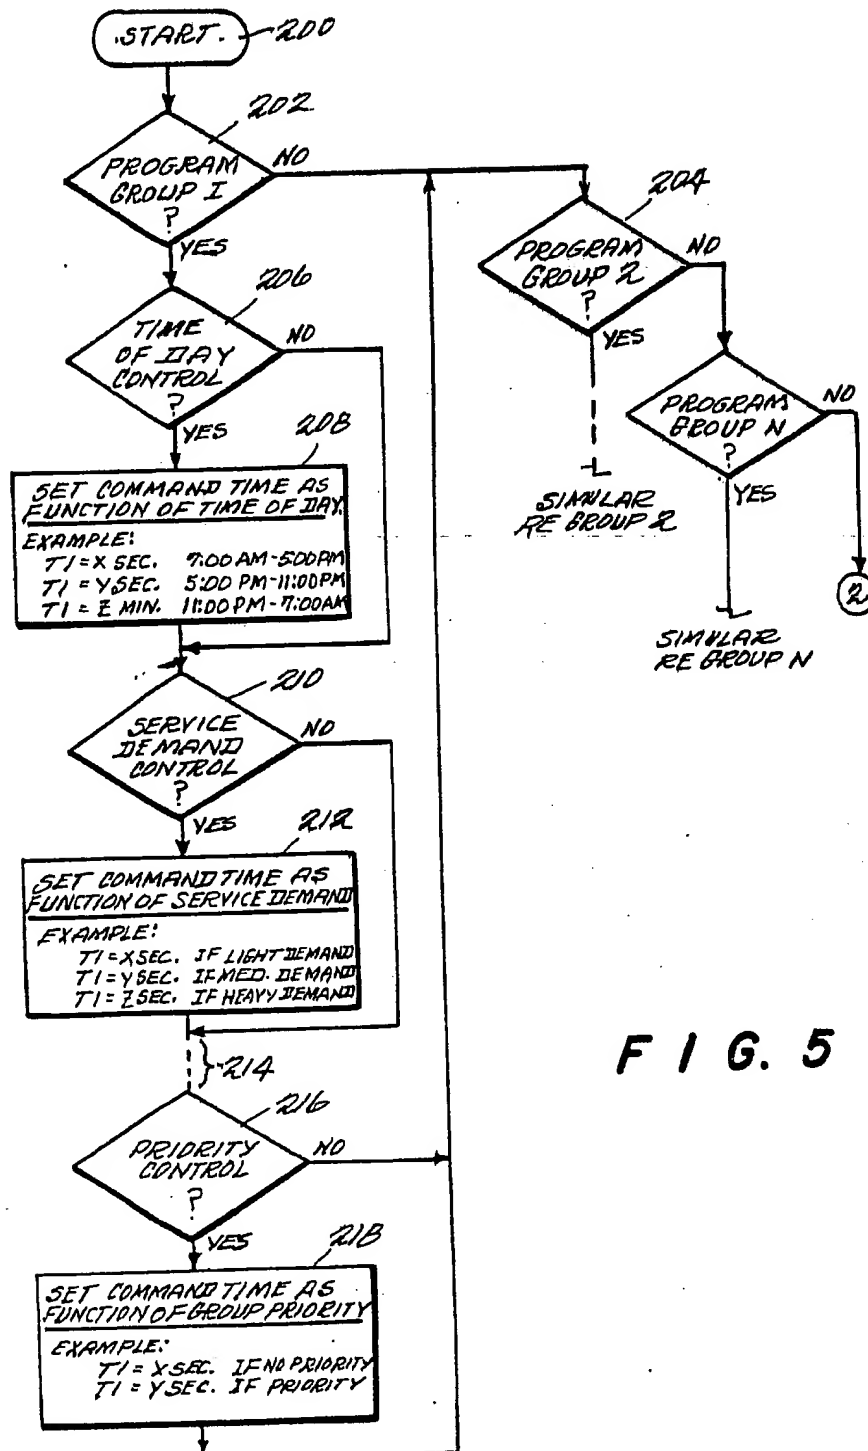 START
200
202
PROGRAM
GROUP 1
?
NO
YES
204
PROGRAM
GROUP 2
?
NO
YES
206
TIME
OF DAY
CONTROL
?
NO
YES
PROGRAM
GROUP N
?
NO
YES
208
SET COMMAND TIME AS
FUNCTION OF TIME OF DAY.
EXAMPLE:
T1 = X SEC. 7:00 AM-5:00 PM
T1 = Y SEC. 5:00 PM-11:00 PM
T1 = Z MIN. 11:00 PM-7:00 AM
SIMILAR
RE GROUP 2
2
SIMILAR
RE GROUP N
210
SERVICE
DEMAND
CONTROL
?
NO
YES
212
SET COMMAND TIME AS
FUNCTION OF SERVICE DEMAND
EXAMPLE:
T1 = X SEC. IF LIGHT DEMAND
T1 = Y SEC. IF MED. DEMAND
T1 = Z SEC. IF HEAVY DEMAND
214
FIG. 5
216
PRIORITY
CONTROL
?
NO
YES
218
SET COMMAND TIME AS
FUNCTION OF GROUP PRIORITY
EXAMPLE:
T1 = X SEC. IF NO PRIORITY
T1 = Y SEC. IF PRIORITY